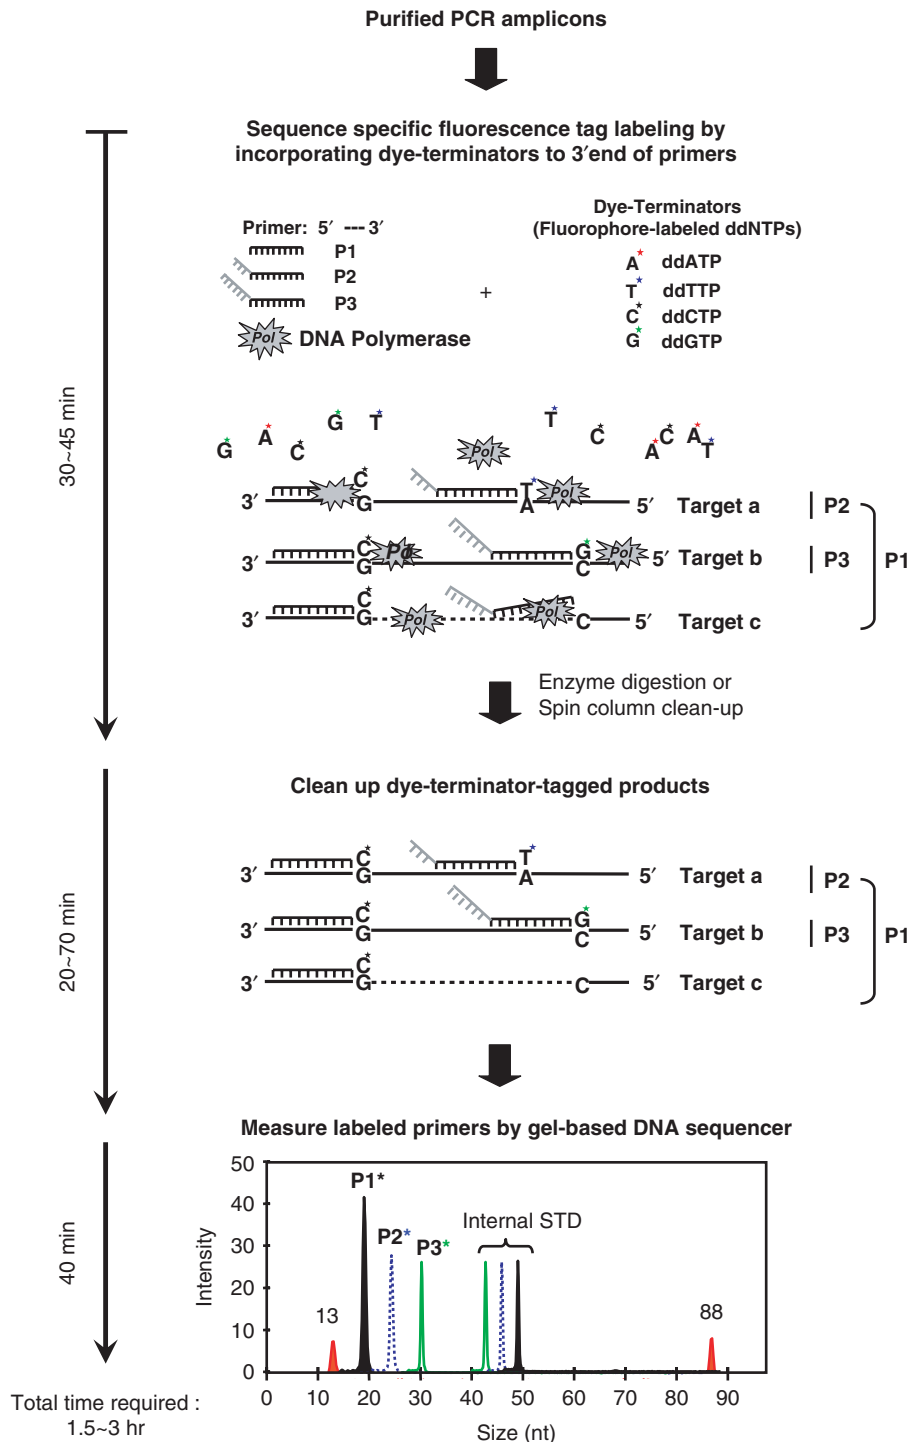 Purified PCR amplicons
Sequence specific fluorescence tag labeling by
incorporating dye-terminators to 3′end of primers
Primer: 5′ --- 3′
P1
P2
P3
Pol DNA Polymerase
+
Dye-Terminators
(Fluorophore-labeled ddNTPs)
A* ddATP
T* ddTTP
C* ddCTP
G* ddGTP
30~45 min
G* A* C* G* T* Pol T* C* A* C* A* T*
3′ C* G T* A Pol 5′ Target a P2
3′ C* G Pol G* C Pol 5′ Target b P3 P1
3′ C* G Pol Pol C 5′ Target c
Enzyme digestion or
Spin column clean-up
Clean up dye-terminator-tagged products
20~70 min
3′ C* G T* A 5′ Target a P2
3′ C* G G* C 5′ Target b P3 P1
3′ C* G C 5′ Target c
Measure labeled primers by gel-based DNA sequencer
40 min
Intensity
50
40
30
20
10
0
P1*
P2*
P3*
Internal STD
13
88
0 10 20 30 40 50 60 70 80 90
Size (nt)
Total time required :
1.5~3 hr